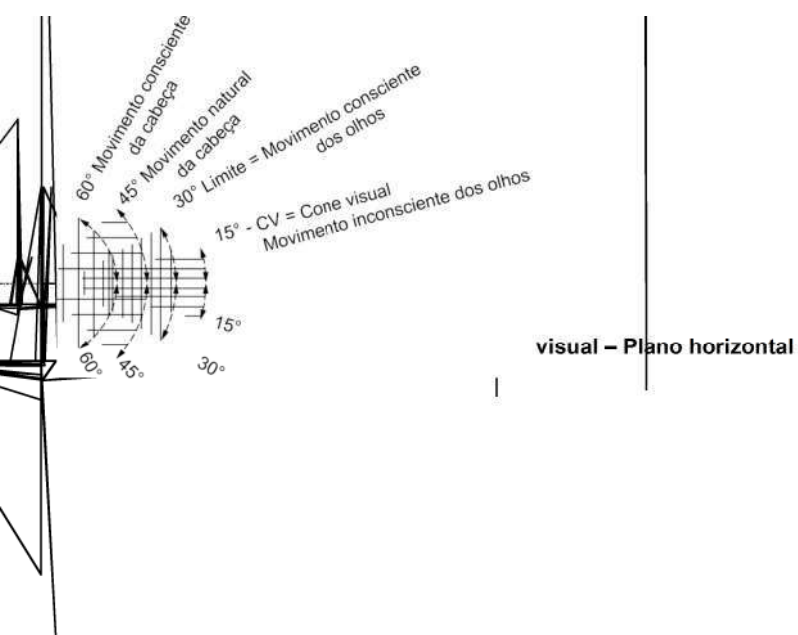 60° Movimento consciente
da cabeça
45° Movimento natural
da cabeça
30° Limite = Movimento consciente
dos olhos
15° - CV = Cone visual
Movimento inconsciente dos olhos
15°
30°
45°
60°
visual – Plano horizontal